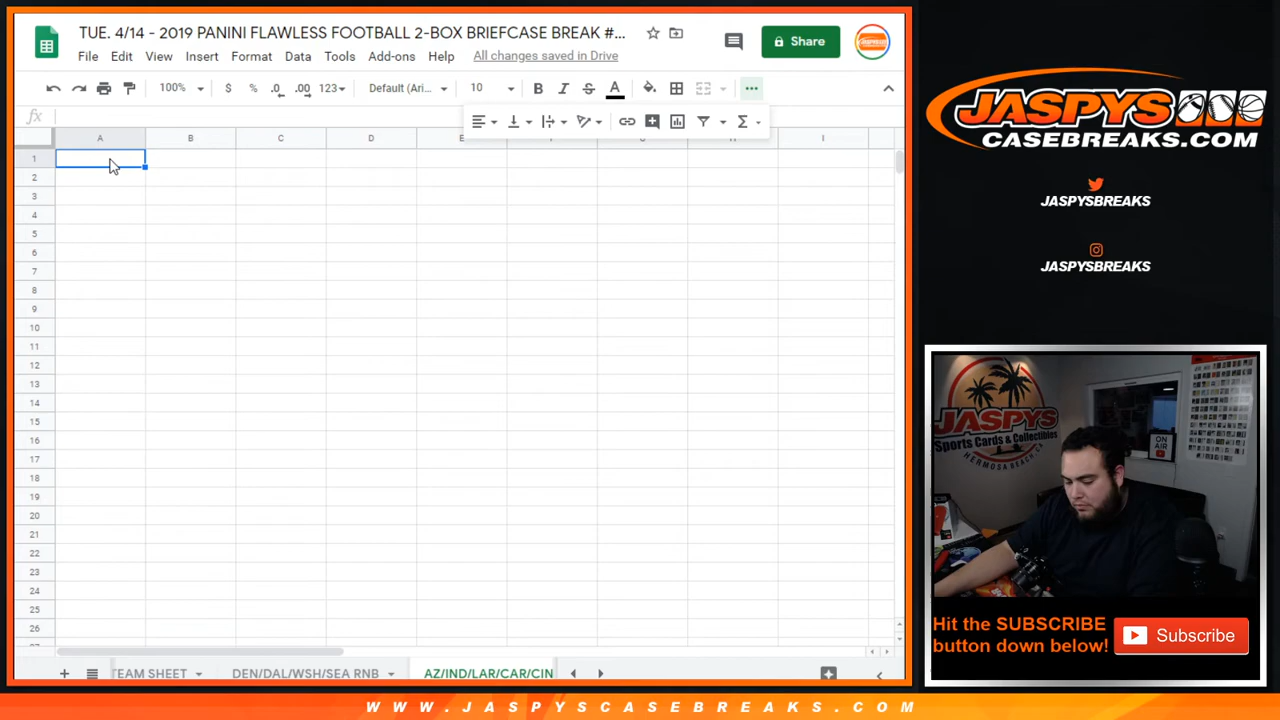 TUE. 4/14 - 2019 PANINI FLAWLESS FOOTBALL 2-BOX BRIEFCASE BREAK #...
Share
File Edit View Insert Format Data Tools Add-ons Help All changes saved in Drive
100% $ % .0 .00 123 Default (Ari... 10 B I S A
fx
A B C D E F G H I
1
2
3
4
5
6
7
8
9
10
11
12
13
14
15
16
17
18
19
20
21
22
23
24
25
26
TEAM SHEET DEN/DAL/WSH/SEA RNB AZ/IND/LAR/CAR/CIN
JASPYS
CASEBREAKS.COM
JASPYSBREAKS
JASPYSBREAKS
JASPYS
Sports Cards & Collectibles
HERMOSA BEACH, CA
ON AIR
Hit the SUBSCRIBE
button down below!
Subscribe
WWW.JASPYSCASEBREAKS.COM